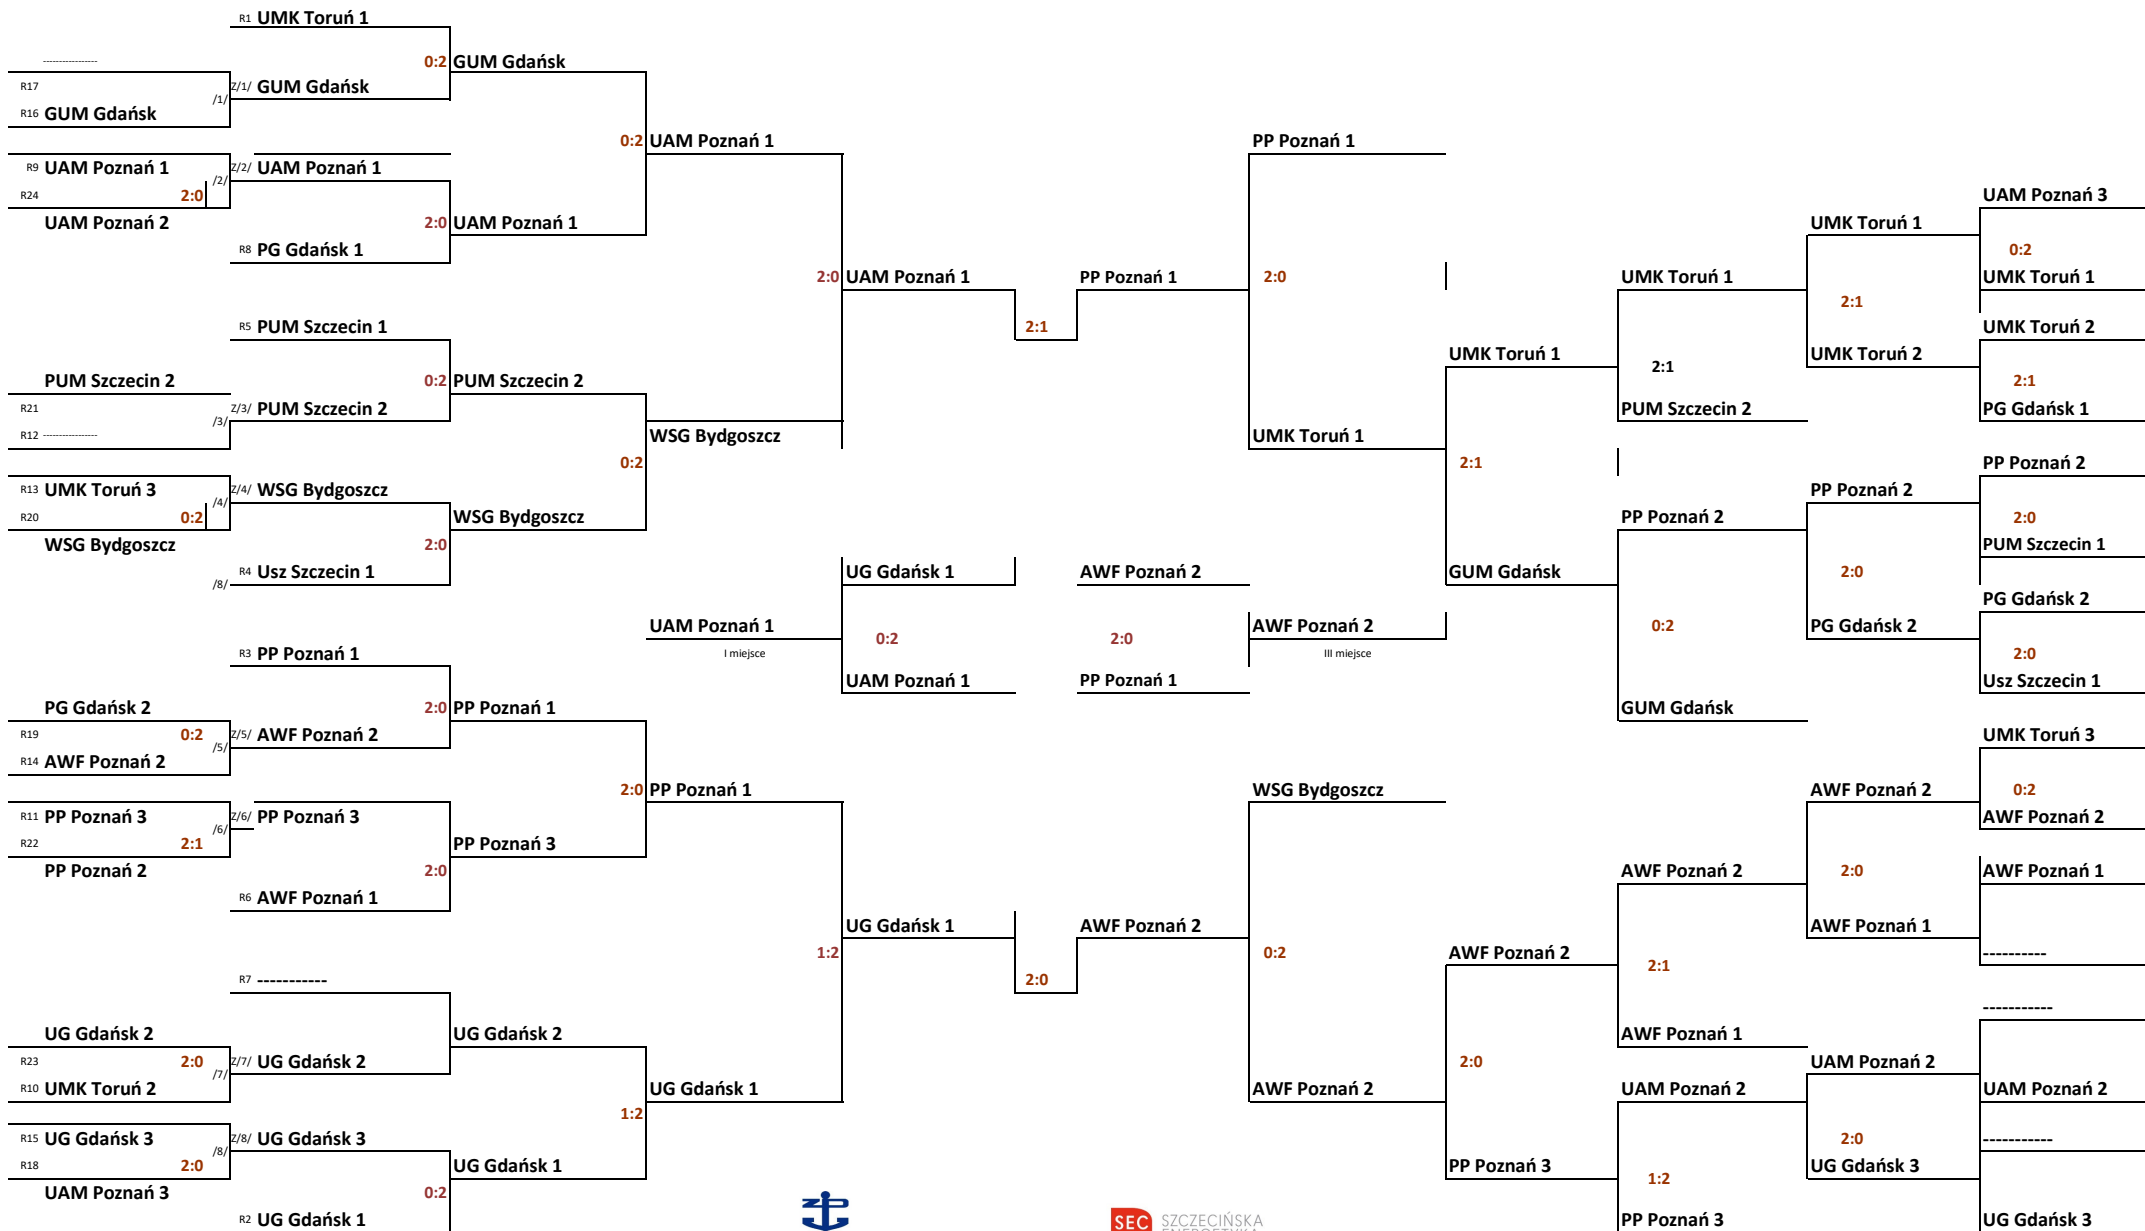 R1 UMK Toruń 1
-----------------
0:2 GUM Gdańsk
R17
Z/1/ GUM Gdańsk
/1/
R16 GUM Gdańsk
0:2 UAM Poznań 1
PP Poznań 1
R9 UAM Poznań 1
Z/2/ UAM Poznań 1
/2/
R24 2:0
UAM Poznań 3
UAM Poznań 2
2:0 UAM Poznań 1
UMK Toruń 1
R8 PG Gdańsk 1
0:2
2:0 UAM Poznań 1
PP Poznań 1
2:0
UMK Toruń 1
UMK Toruń 1
2:1
R5 PUM Szczecin 1
2:1
UMK Toruń 2
UMK Toruń 1
2:1
UMK Toruń 2
PUM Szczecin 2
0:2 PUM Szczecin 2
2:1
R21
Z/3/ PUM Szczecin 2
/3/
PUM Szczecin 2
PG Gdańsk 1
R12 -----------------
WSG Bydgoszcz
UMK Toruń 1
0:2
2:1
PP Poznań 2
R13 UMK Toruń 3
Z/4/ WSG Bydgoszcz
/4/
PP Poznań 2
R20 0:2
WSG Bydgoszcz
PP Poznań 2
2:0
WSG Bydgoszcz
2:0
PUM Szczecin 1
R4 Usz Szczecin 1
/8/
UG Gdańsk 1
AWF Poznań 2
GUM Gdańsk
2:0
PG Gdańsk 2
UAM Poznań 1
0:2
2:0
AWF Poznań 2
0:2
PG Gdańsk 2
R3 PP Poznań 1
I miejsce
III miejsce
2:0
UAM Poznań 1
PP Poznań 1
Usz Szczecin 1
PG Gdańsk 2
2:0 PP Poznań 1
GUM Gdańsk
R19 0:2
Z/5/ AWF Poznań 2
/5/
UMK Toruń 3
R14 AWF Poznań 2
2:0 PP Poznań 1
WSG Bydgoszcz
AWF Poznań 2
0:2
R11 PP Poznań 3
Z/6/ PP Poznań 3
/6/
AWF Poznań 2
R22 2:1
PP Poznań 3
PP Poznań 2
2:0
AWF Poznań 2
2:0
AWF Poznań 1
R6 AWF Poznań 1
UG Gdańsk 1
AWF Poznań 2
AWF Poznań 1
1:2
0:2
AWF Poznań 2
2:1
----------
R7 -----------
2:0
-----------
UG Gdańsk 2
UG Gdańsk 2
AWF Poznań 1
R23 2:0
Z/7/ UG Gdańsk 2
/7/
2:0
UAM Poznań 2
R10 UMK Toruń 2
UG Gdańsk 1
AWF Poznań 2
UAM Poznań 2
UAM Poznań 2
1:2
R15 UG Gdańsk 3
Z/8/ UG Gdańsk 3
/8/
2:0
-----------
R18 2:0
UG Gdańsk 1
PP Poznań 3
UG Gdańsk 3
UAM Poznań 3
0:2
1:2
R2 UG Gdańsk 1
SEC SZCZECIŃSKA
ENERGETYKA
PP Poznań 3
UG Gdańsk 3